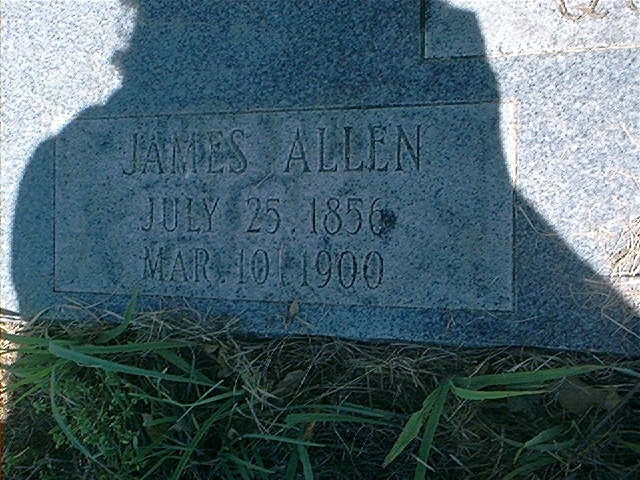 JAMES ALLEN
JULY 25, 1856
MAR. 10, 1900